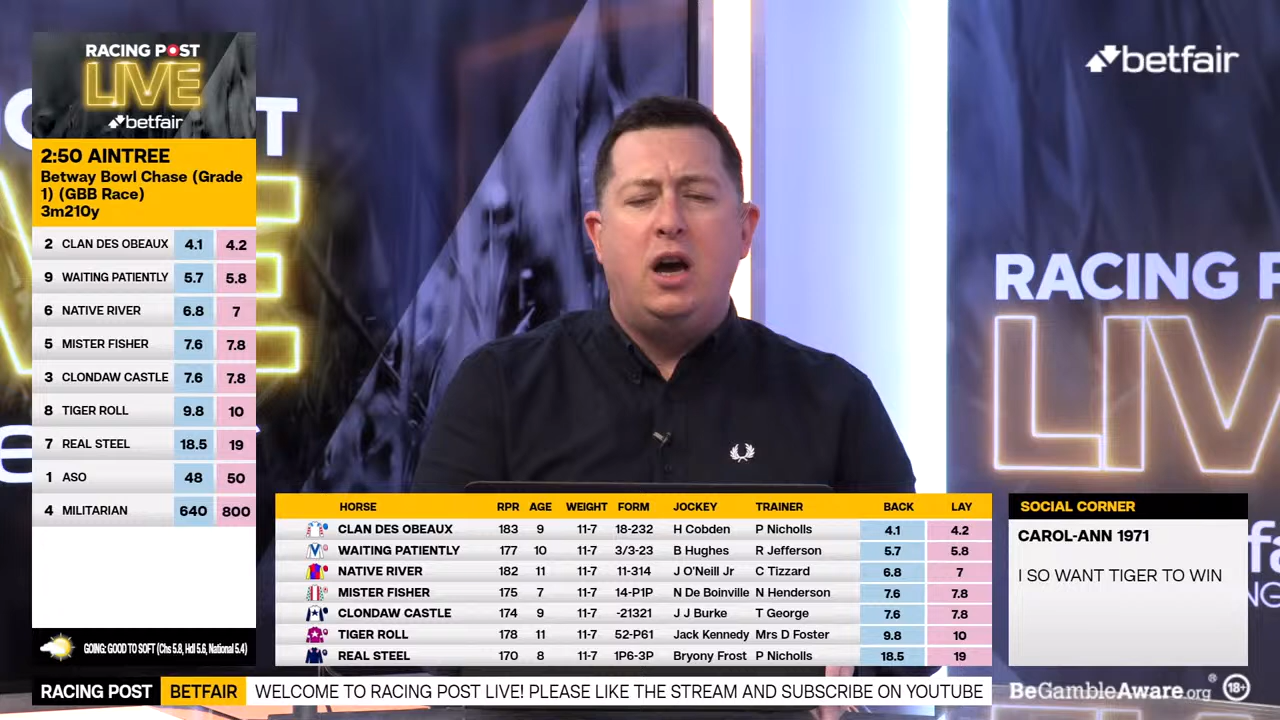 RACING POST
LIVE
betfair
2:50 AINTREE
Betway Bowl Chase (Grade
1) (GBB Race)
3m210y
2 CLAN DES OBEAUX 4.1 4.2
9 WAITING PATIENTLY 5.7 5.8
6 NATIVE RIVER 6.8 7
5 MISTER FISHER 7.6 7.8
3 CLONDAW CASTLE 7.6 7.8
8 TIGER ROLL 9.8 10
7 REAL STEEL 18.5 19
1 ASO 48 50
4 MILITARIAN 640 800
GOING: GOOD TO SOFT (Chs 5.8, Hdl 5.6, National 5.4)
betfair
RACING P
LIV
HORSE RPR AGE WEIGHT FORM JOCKEY TRAINER BACK LAY
CLAN DES OBEAUX 183 9 11-7 18-232 H Cobden P Nicholls 4.1 4.2
WAITING PATIENTLY 177 10 11-7 3/3-23 B Hughes R Jefferson 5.7 5.8
NATIVE RIVER 182 11 11-7 11-314 J O'Neill Jr C Tizzard 6.8 7
MISTER FISHER 175 7 11-7 14-P1P N De Boinville N Henderson 7.6 7.8
CLONDAW CASTLE 174 9 11-7 -21321 J J Burke T George 7.6 7.8
TIGER ROLL 178 11 11-7 52-P61 Jack Kennedy Mrs D Foster 9.8 10
REAL STEEL 170 8 11-7 1P6-3P Bryony Frost P Nicholls 18.5 19
SOCIAL CORNER
CAROL-ANN 1971
I SO WANT TIGER TO WIN
RACING POST BETFAIR WELCOME TO RACING POST LIVE! PLEASE LIKE THE STREAM AND SUBSCRIBE ON YOUTUBE
BeGambleAware.org® 18+